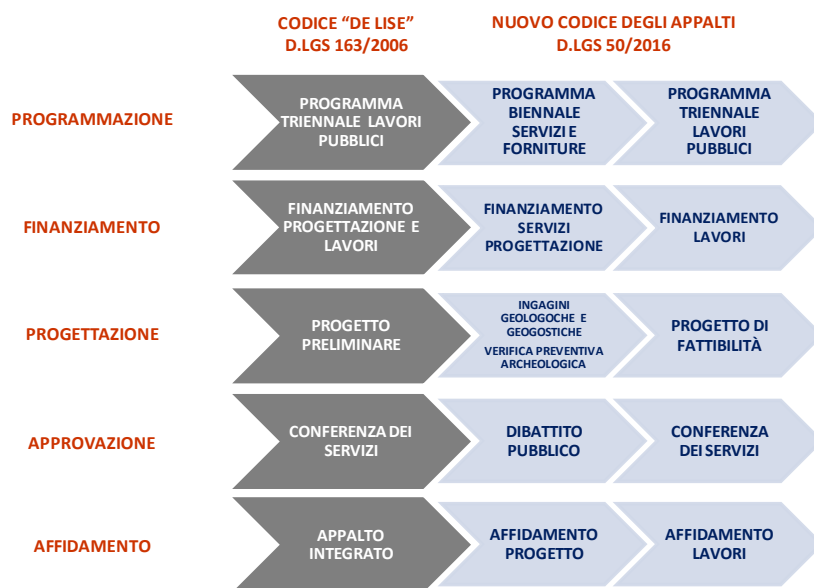 CODICE “DE LISE”
D.LGS 163/2006
NUOVO CODICE DEGLI APPALTI
D.LGS 50/2016
PROGRAMMAZIONE
PROGRAMMA
TRIENNALE LAVORI
PUBBLICI
PROGRAMMA
BIENNALE
SERVIZI E
FORNITURE
PROGRAMMA
TRIENNALE
LAVORI
PUBBLICI
FINANZIAMENTO
FINANZIAMENTO
PROGETTAZIONE E
LAVORI
FINANZIAMENTO
SERVIZI
PROGETTAZIONE
FINANZIAMENTO
LAVORI
PROGETTAZIONE
PROGETTO
PRELIMINARE
INGAGINI
GEOLOGOCHE E
GEOGOSTICHE
VERIFICA PREVENTIVA
ARCHEOLOGICA
PROGETTO DI
FATTIBILITÀ
APPROVAZIONE
CONFERENZA DEI
SERVIZI
DIBATTITO
PUBBLICO
CONFERENZA
DEI SERVIZI
AFFIDAMENTO
APPALTO
INTEGRATO
AFFIDAMENTO
PROGETTO
AFFIDAMENTO
LAVORI